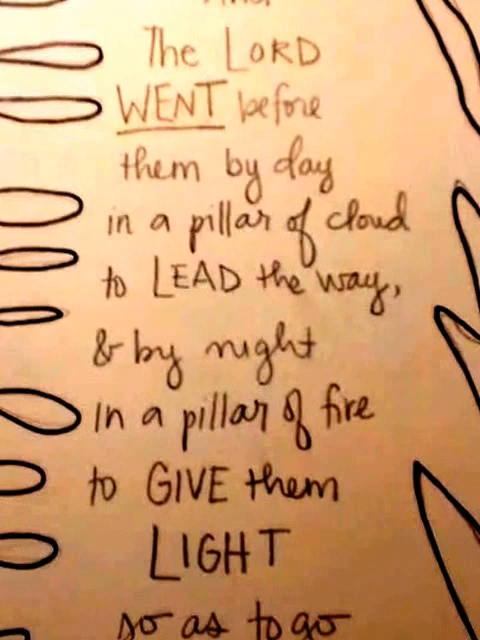 The LORD
WENT before
them by day
in a pillar of cloud
to LEAD the way,
& by night
in a pillar of fire
to GIVE them
LIGHT
so as to go